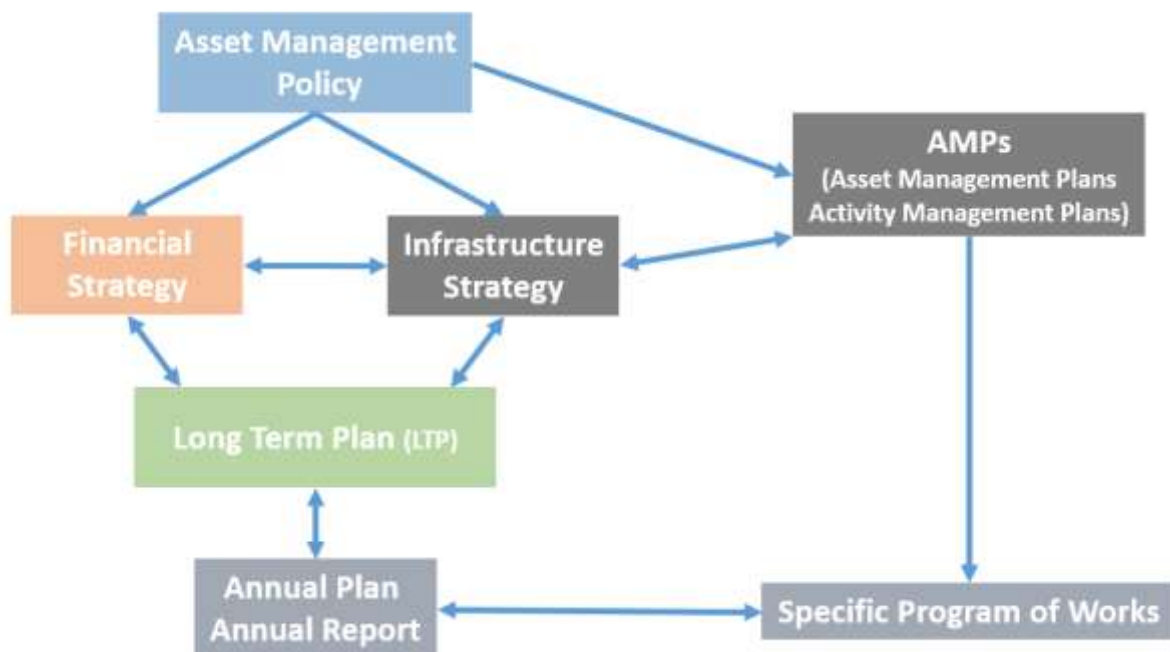 Asset Management
Policy
AMPs
(Asset Management Plans
Activity Management Plans)
Financial
Strategy
Infrastructure
Strategy
Long Term Plan (LTP)
Annual Plan
Annual Report
Specific Program of Works